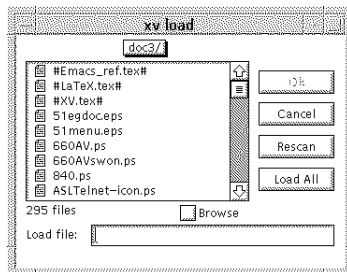 xv load
doc3/
#Emacs_ref.tex#
#LaTeX.tex#
#XV.tex#
51egdoc.eps
51menu.eps
660AV.ps
660AVswon.ps
840.ps
ASLTelnet-icon.ps
Ok
Cancel
Rescan
Load All
295 files
Browse
Load file: